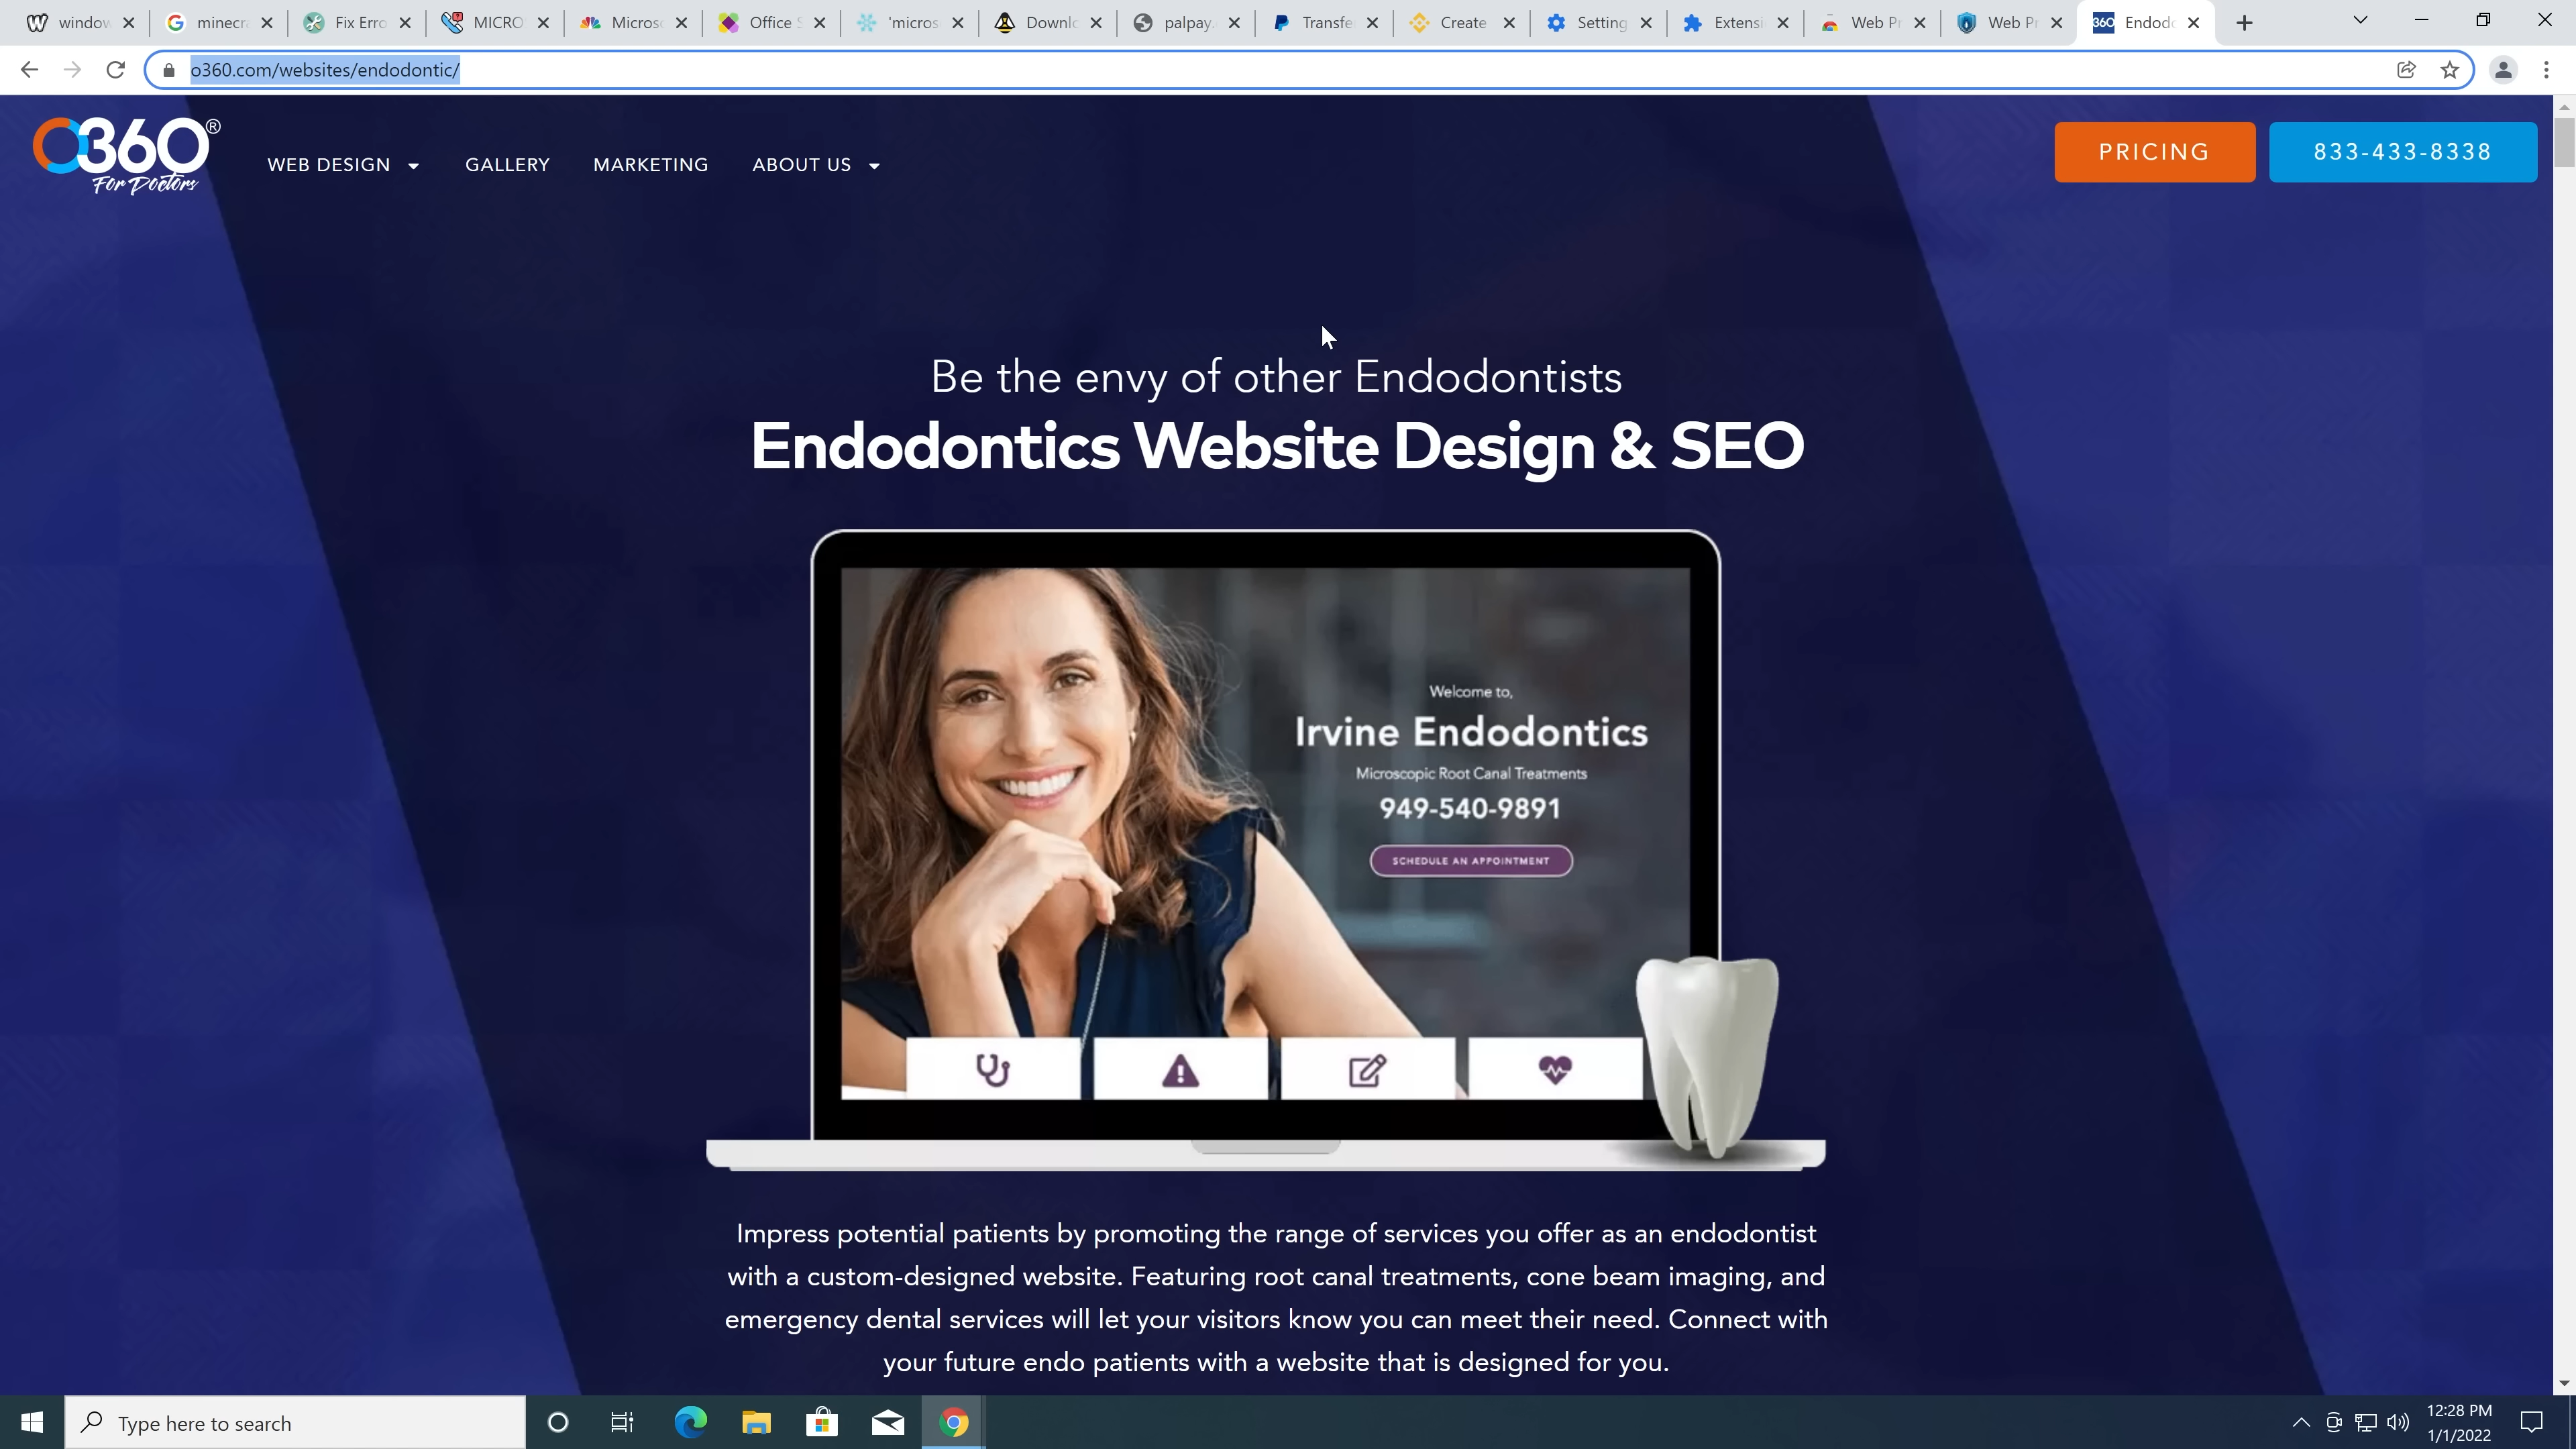 window
minecra
Fix Erro
MICRO
Microso
Office S
'micros
Downlo
palpay.
Transfe
Create
Setting
Extensi
Web Pr
Web Pr
360
Endodo
o360.com/websites/endodontic/
O360®
For Doctors
WEB DESIGN
GALLERY
MARKETING
ABOUT US
PRICING
833-433-8338
Be the envy of other Endodontists
Endodontics Website Design & SEO
Welcome to,
Irvine Endodontics
Microscopic Root Canal Treatments
949-540-9891
SCHEDULE AN APPOINTMENT
Impress potential patients by promoting the range of services you offer as an endodontist
with a custom-designed website. Featuring root canal treatments, cone beam imaging, and
emergency dental services will let your visitors know you can meet their need. Connect with
your future endo patients with a website that is designed for you.
Type here to search
12:28 PM
1/1/2022